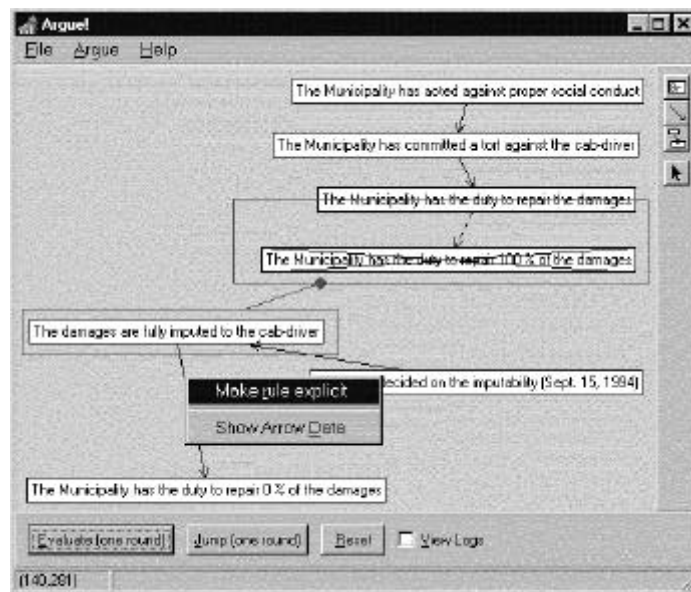 Argue!
File Argue Help
The Municipality has acted against proper social conduct
The Municipality has committed a tort against the cab-driver
The Municipality has the duty to repair the damages
The Municipality has the duty to repair 100 % of the damages
The damages are fully imputed to the cab-driver
decided on the imputability (Sept. 15, 1994)
Make rule explicit
Show Arrow Data
The Municipality has the duty to repair 0 % of the damages
Evaluate (one round) Jump (one round) Reset View Logs
(140,281)